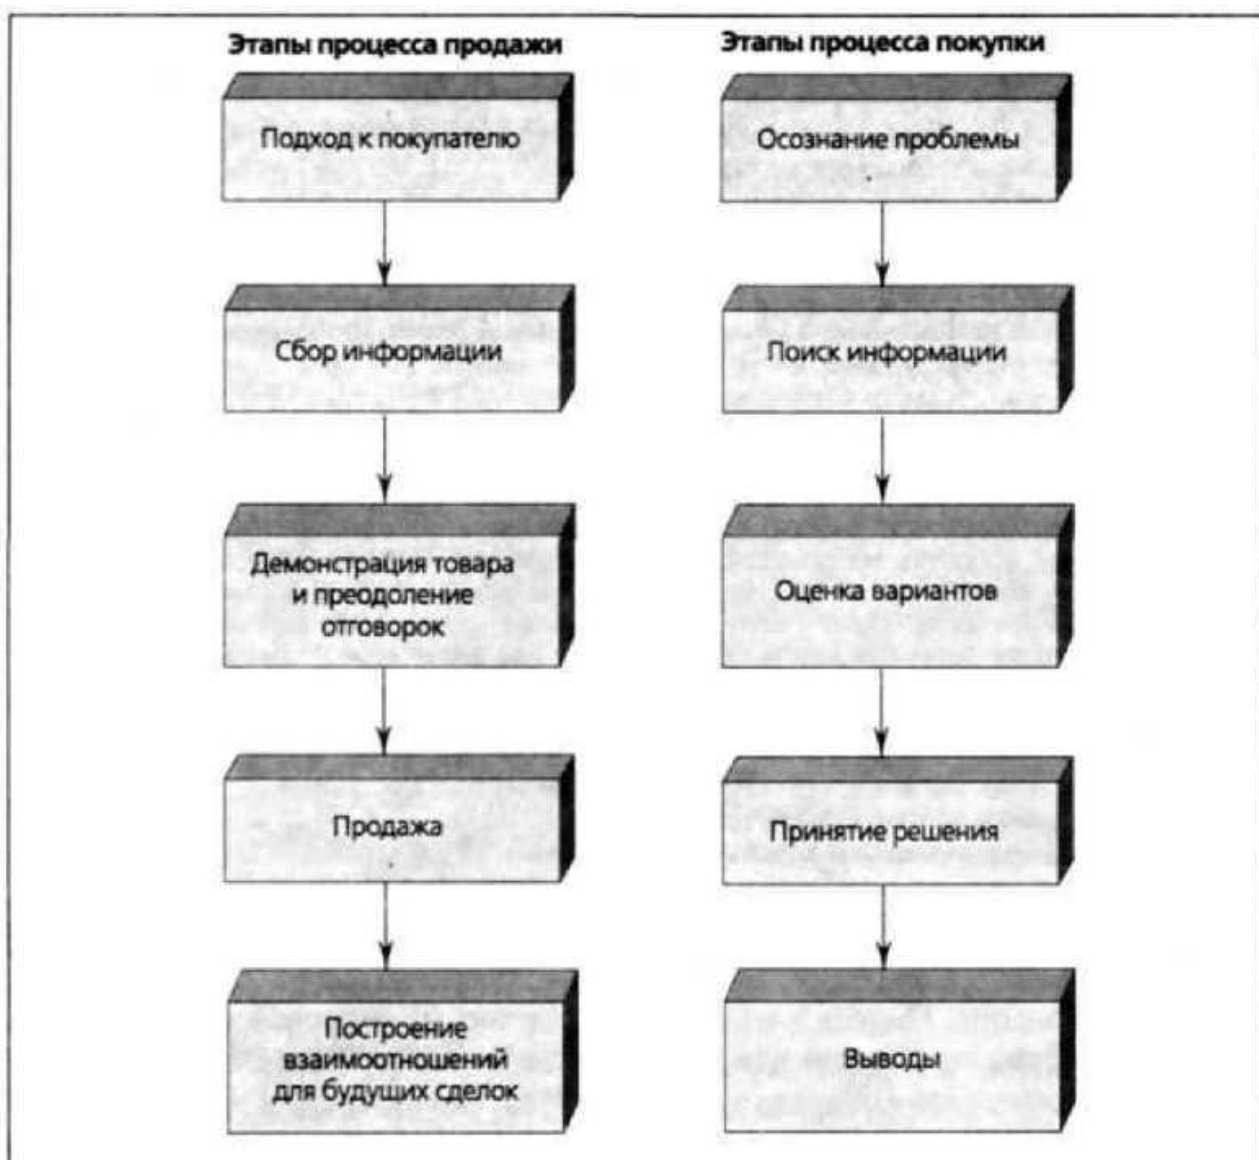 Этапы процесса продажи
Подход к покупателю
Сбор информации
Демонстрация товара
и преодоление
отговорок
Продажа
Построение
взаимоотношений
для будущих сделок
Этапы процесса покупки
Осознание проблемы
Поиск информации
Оценка вариантов
Принятие решения
Выводы